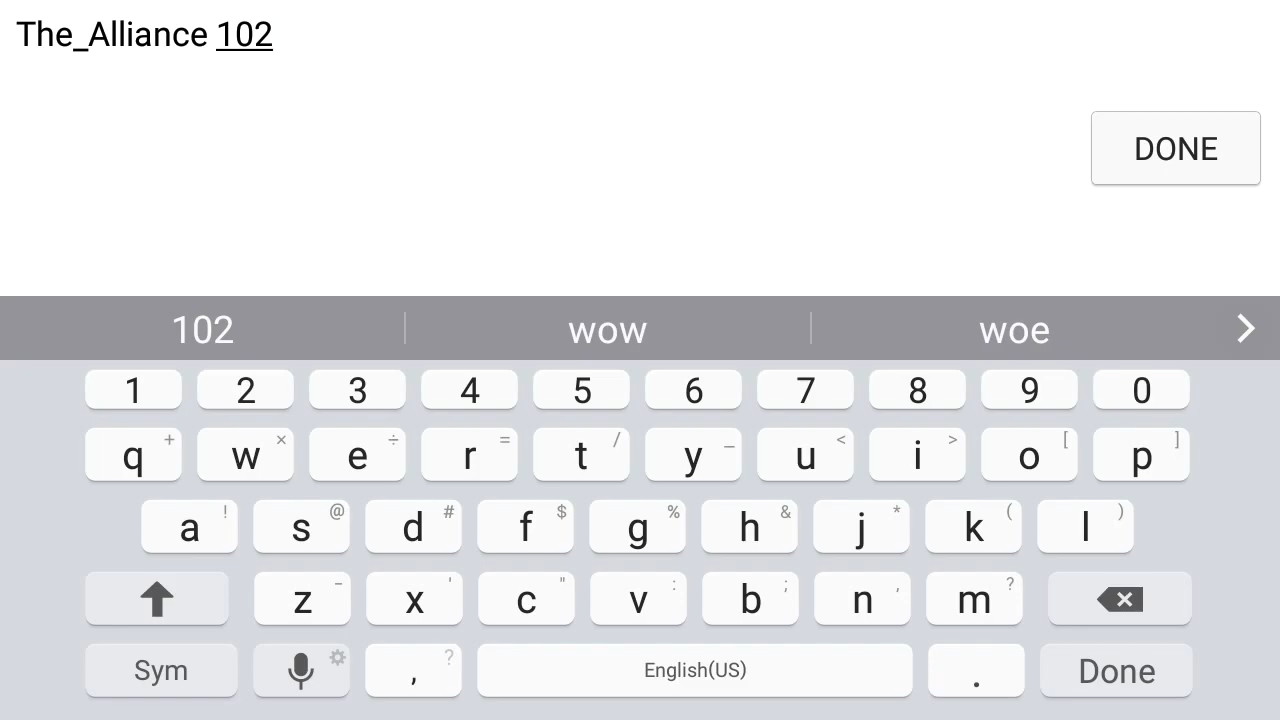 The_Alliance 102
DONE
102 wow woe
1 2 3 4 5 6 7 8 9 0
q + w × e ÷ r = t / y _ u < i > o [ p ]
a ! s @ d # f $ g % h & j * k ( l )
z - x ' c " v : b ; n , m ?
Sym , ? English(US) . Done